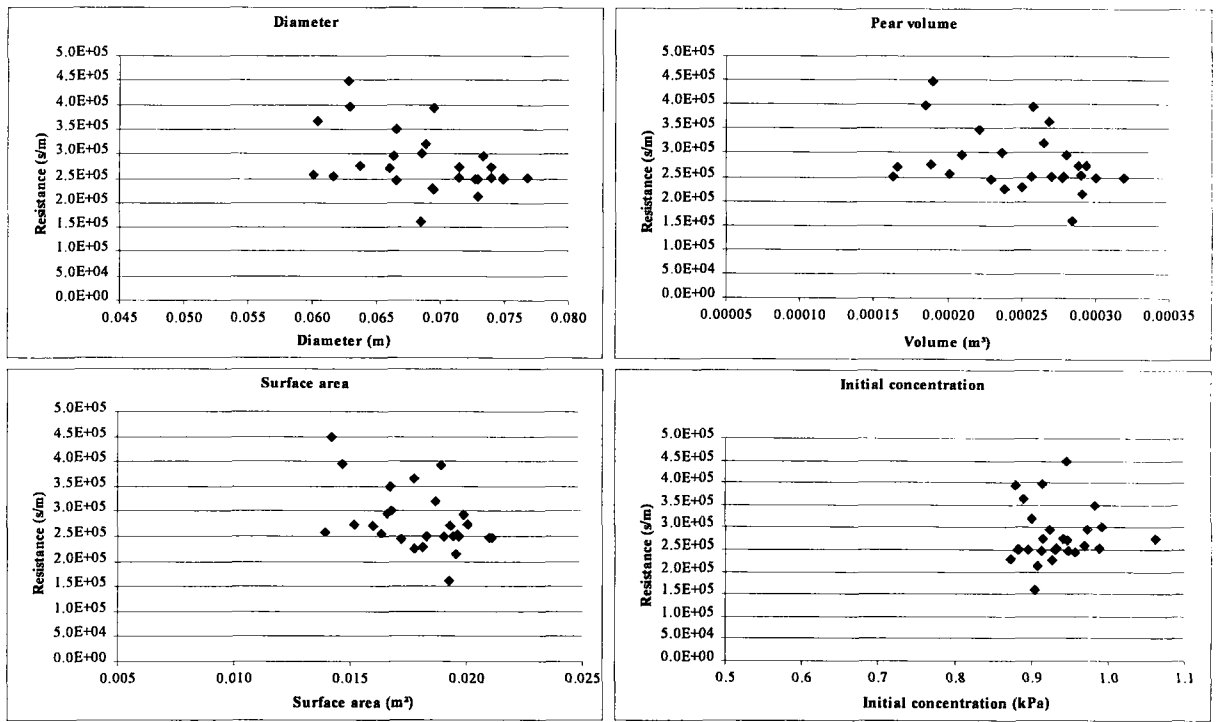 Diameter
5.0E+05
4.5E+05
4.0E+05
3.5E+05
3.0E+05
2.5E+05
2.0E+05
1.5E+05
1.0E+05
5.0E+04
0.0E+00
Resistance (s/m)
0.045 0.050 0.055 0.060 0.065 0.070 0.075 0.080
Diameter (m)
Pear volume
5.0E+05
4.5E+05
4.0E+05
3.5E+05
3.0E+05
2.5E+05
2.0E+05
1.5E+05
1.0E+05
5.0E+04
0.0E+00
Resistance (s/m)
0.00005 0.00010 0.00015 0.00020 0.00025 0.00030 0.00035
Volume (m³)
Surface area
5.0E+05
4.5E+05
4.0E+05
3.5E+05
3.0E+05
2.5E+05
2.0E+05
1.5E+05
1.0E+05
5.0E+04
0.0E+00
Resistance (s/m)
0.005 0.010 0.015 0.020 0.025
Surface area (m²)
Initial concentration
5.0E+05
4.5E+05
4.0E+05
3.5E+05
3.0E+05
2.5E+05
2.0E+05
1.5E+05
1.0E+05
5.0E+04
0.0E+00
Resistance (s/m)
0.5 0.6 0.7 0.8 0.9 1.0 1.1
Initial concentration (kPa)